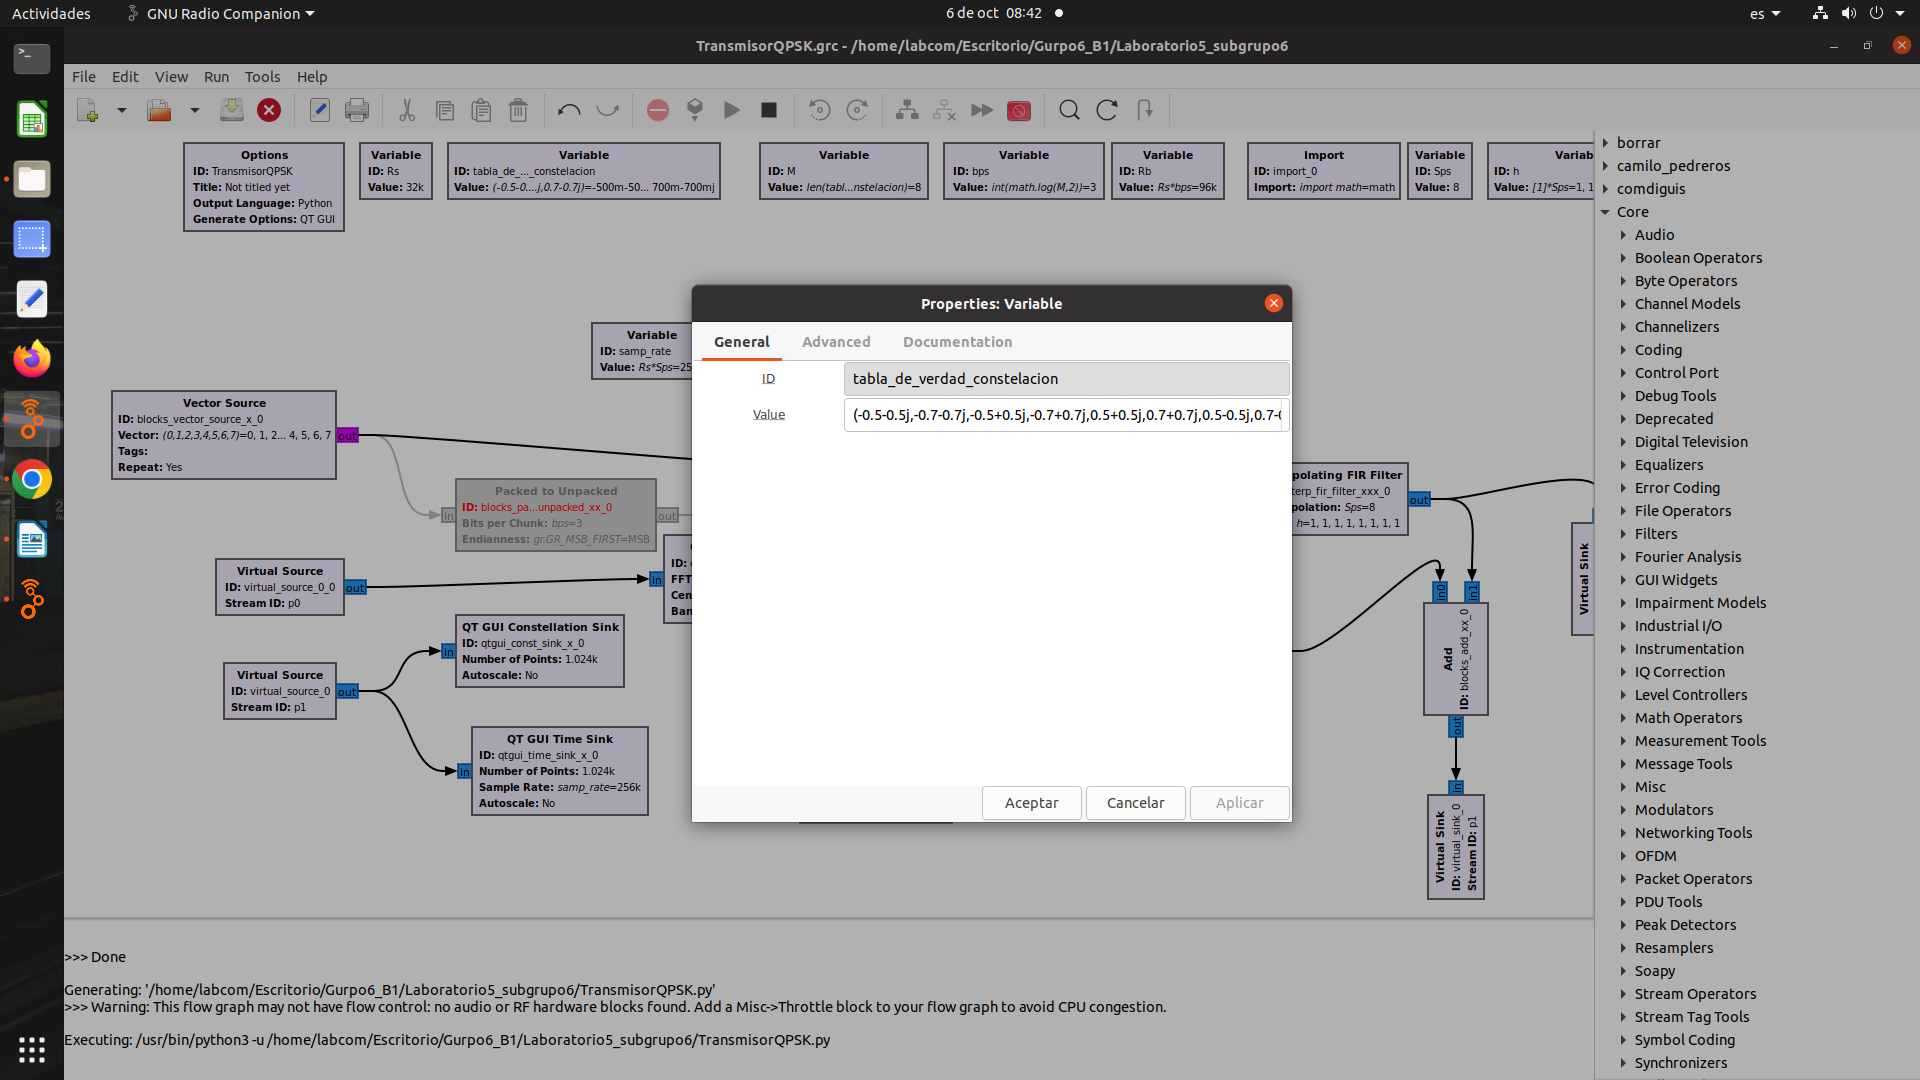 Actividades
GNU Radio Companion
6 de oct 08:42
es
TransmisorQPSK.grc - /home/labcom/Escritorio/Gurpo6_B1/Laboratorio5_subgrupo6
File Edit View Run Tools Help
Options
ID: TransmisorQPSK
Title: Not titled yet
Output Language: Python
Generate Options: QT GUI
Variable
ID: Rs
Value: 32k
Variable
ID: tabla_de_..._constelacion
Value: (-0.5-0....j,0.7-0.7j)=-500m-50... 700m-700mj
Variable
ID: M
Value: len(tabl...nstelacion)=8
Variable
ID: bps
Value: int(math.log(M,2))=3
Variable
ID: Rb
Value: Rs*bps=96k
Import
ID: import_0
Import: import math=math
Variable
ID: Sps
Value: 8
Variab
ID: h
Value: [1]*Sps=1, 1
Variable
ID: samp_rate
Value: Rs*Sps=25
Vector Source
ID: blocks_vector_source_x_0
Vector: (0,1,2,3,4,5,6,7)=0, 1, 2... 4, 5, 6, 7
Tags:
Repeat: Yes
out
in
Packed to Unpacked
ID: blocks_pa...unpacked_xx_0
Bits per Chunk: bps=3
Endianness: gr.GR_MSB_FIRST=MSB
out
Virtual Source
ID: virtual_source_0_0
Stream ID: p0
out
in
ID:
FFT
Cen
Ban
Virtual Source
ID: virtual_source_0
Stream ID: p1
out
in
QT GUI Constellation Sink
ID: qtgui_const_sink_x_0
Number of Points: 1.024k
Autoscale: No
in
QT GUI Time Sink
ID: qtgui_time_sink_x_0
Number of Points: 1.024k
Sample Rate: samp_rate=256k
Autoscale: No
Properties: Variable
General Advanced Documentation
ID
tabla_de_verdad_constelacion
Value
(-0.5-0.5j,-0.7-0.7j,-0.5+0.5j,-0.7+0.7j,0.5+0.5j,0.7+0.7j,0.5-0.5j,0.7-0
Aceptar Cancelar Aplicar
polating FIR Filter
terp_fir_filter_xxx_0
polation: Sps=8
h=1, 1, 1, 1, 1, 1, 1, 1
out
in0
in1
Add
ID: blocks_add_xx_0
out
in
Virtual Sink
ID: virtual_sink_0
Stream ID: p1
Virtual Sink
borrar
camilo_pedreros
comdiguis
Core
Audio
Boolean Operators
Byte Operators
Channel Models
Channelizers
Coding
Control Port
Debug Tools
Deprecated
Digital Television
Equalizers
Error Coding
File Operators
Filters
Fourier Analysis
GUI Widgets
Impairment Models
Industrial I/O
Instrumentation
IQ Correction
Level Controllers
Math Operators
Measurement Tools
Message Tools
Misc
Modulators
Networking Tools
OFDM
Packet Operators
PDU Tools
Peak Detectors
Resamplers
Soapy
Stream Operators
Stream Tag Tools
Symbol Coding
Synchronizers
>>> Done
Generating: '/home/labcom/Escritorio/Gurpo6_B1/Laboratorio5_subgrupo6/TransmisorQPSK.py'
>>> Warning: This flow graph may not have flow control: no audio or RF hardware blocks found. Add a Misc->Throttle block to your flow graph to avoid CPU congestion.
Executing: /usr/bin/python3 -u /home/labcom/Escritorio/Gurpo6_B1/Laboratorio5_subgrupo6/TransmisorQPSK.py